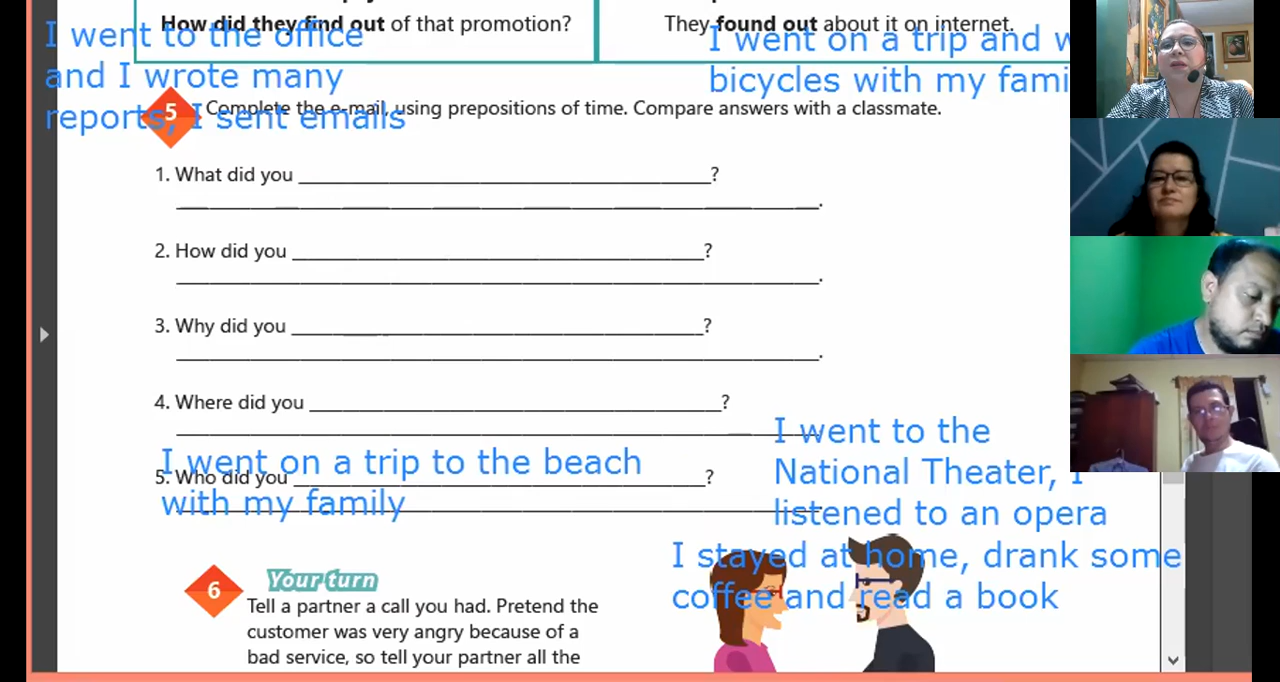 How did they find out of that promotion?
They found out about it on internet.
I went to the office
and I wrote many
reports, I sent emails
I went on a trip and
bicycles with my
5 Complete the e-mail, using prepositions of time. Compare answers with a classmate.
1. What did you ?
.
2. How did you ?
.
3. Why did you ?
.
4. Where did you ?
.
5. Who did you ?
.
I went on a trip to the beach
with my family
I went to the
National Theater, I
listened to an opera
I stayed at home, drank some
coffee and read a book
6 Your turn
Tell a partner a call you had. Pretend the
customer was very angry because of a
bad service, so tell your partner all the